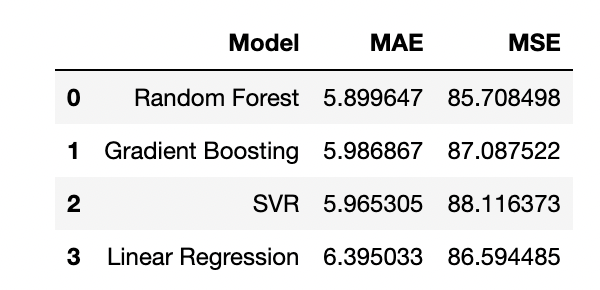 Model MAE MSE
0 Random Forest 5.899647 85.708498
1 Gradient Boosting 5.986867 87.087522
2 SVR 5.965305 88.116373
3 Linear Regression 6.395033 86.594485